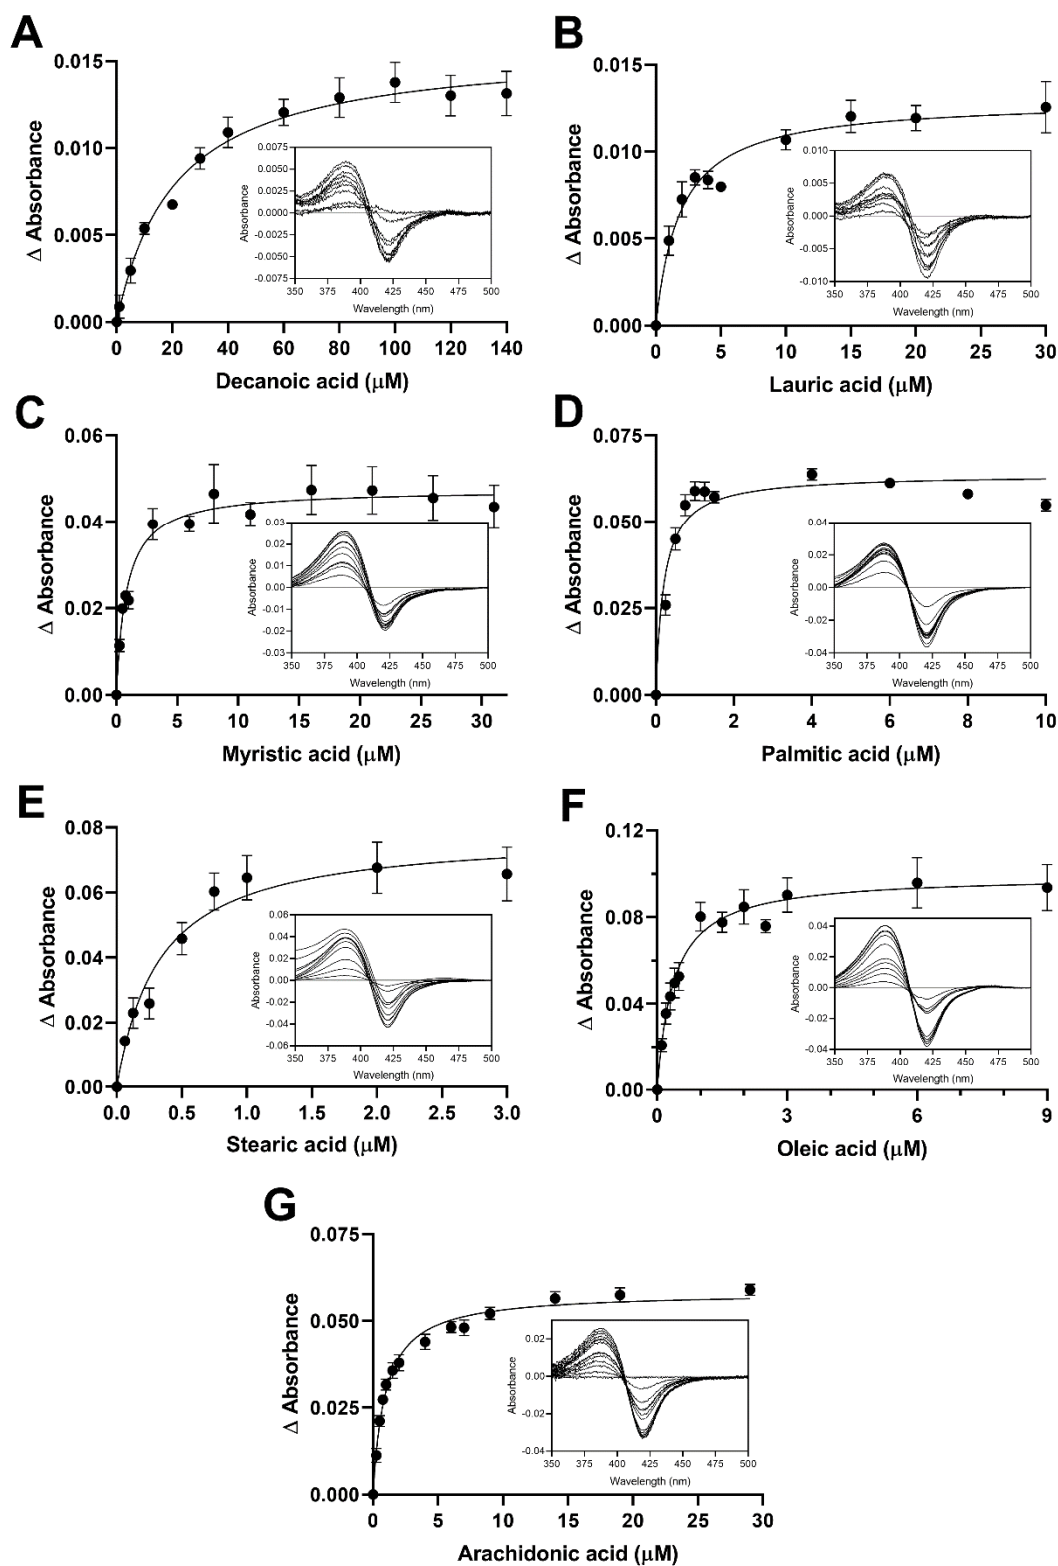 A
B
0.015
0.010
0.005
0.000
Δ Absorbance
0 20 40 60 80 100 120 140
Decanoic acid (μM)
0.0075
0.0050
0.0025
0.0000
-0.0025
-0.0050
-0.0075
Absorbance
350 375 400 425 450 475 500
Wavelength (nm)
0.015
0.010
0.005
0.000
Δ Absorbance
0 5 10 15 20 25 30
Lauric acid (μM)
0.010
0.005
0.000
-0.005
-0.010
Absorbance
350 375 400 425 450 475 500
Wavelength (nm)
C
D
0.06
0.04
0.02
0.00
Δ Absorbance
0 5 10 15 20 25 30
Myristic acid (μM)
0.03
0.02
0.01
0.00
-0.01
-0.02
-0.03
Absorbance
350 375 400 425 450 475 500
Wavelength (nm)
0.075
0.050
0.025
0.000
Δ Absorbance
0 2 4 6 8 10
Palmitic acid (μM)
0.04
0.02
0.00
-0.02
-0.04
Absorbance
350 375 400 425 450 475 500
Wavelength (nm)
E
F
0.08
0.06
0.04
0.02
0.00
Δ Absorbance
0.0 0.5 1.0 1.5 2.0 2.5 3.0
Stearic acid (μM)
0.06
0.04
0.02
0.00
-0.02
-0.04
-0.06
Absorbance
350 375 400 425 450 475 500
Wavelength (nm)
0.12
0.08
0.04
0.00
Δ Absorbance
0 3 6 9
Oleic acid (μM)
0.04
0.02
0.00
-0.02
-0.04
Absorbance
350 375 400 425 450 475 500
Wavelength (nm)
G
0.075
0.050
0.025
0.000
Δ Absorbance
0 5 10 15 20 25 30
Arachidonic acid (μM)
0.02
0.00
-0.02
-0.04
Absorbance
350 375 400 425 450 475 500
Wavelength (nm)